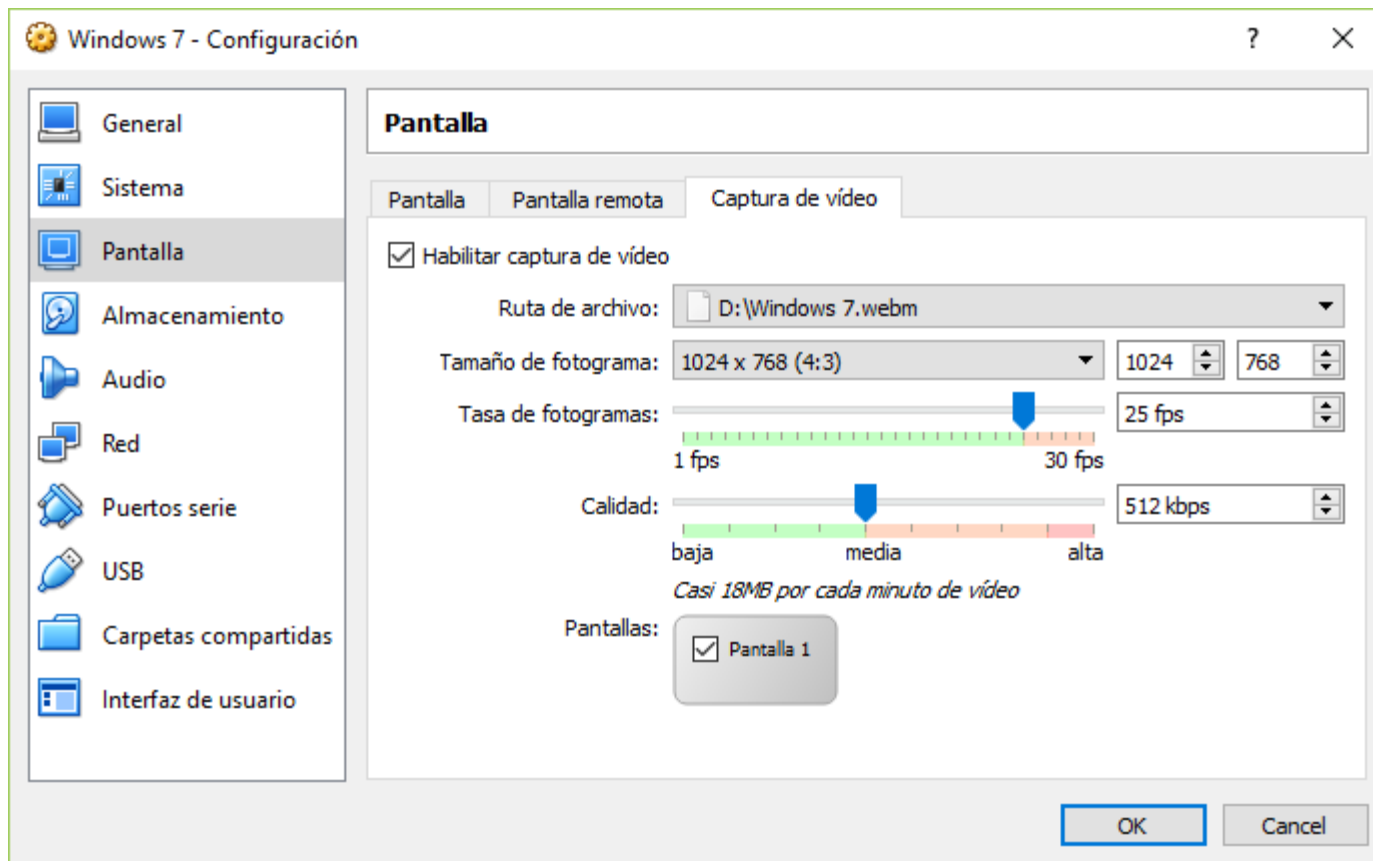 Windows 7 - Configuración
?
General
Sistema
Pantalla
Almacenamiento
Audio
Red
Puertos serie
USB
Carpetas compartidas
Interfaz de usuario
Pantalla
Pantalla Pantalla remota Captura de vídeo
Habilitar captura de vídeo
Ruta de archivo: D:\Windows 7.webm
Tamaño de fotograma: 1024 x 768 (4:3) 1024 768
Tasa de fotogramas: 25 fps
1 fps 30 fps
Calidad: 512 kbps
baja media alta
Casi 18MB por cada minuto de vídeo
Pantallas: Pantalla 1
OK Cancel